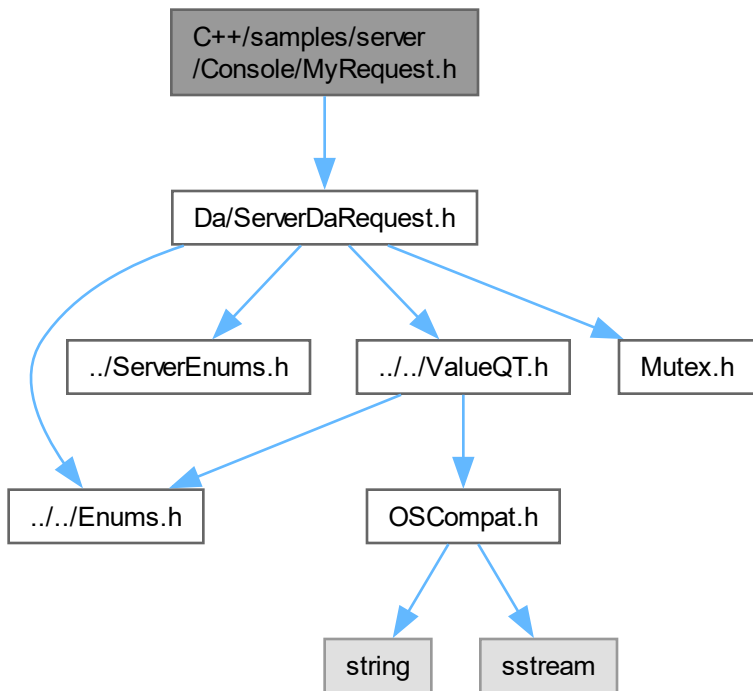 C++/samples/server
/Console/MyRequest.h
Da/ServerDaRequest.h
../ServerEnums.h
../../ValueQT.h
Mutex.h
../../Enums.h
OSCompat.h
string
sstream